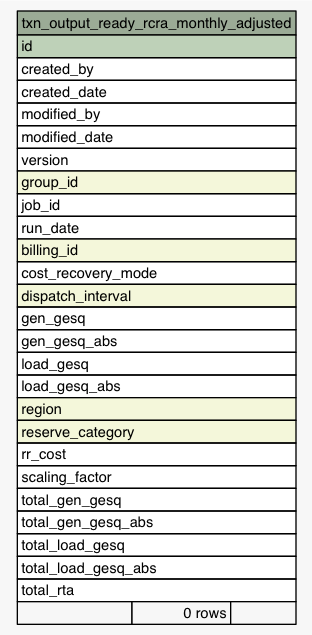 txn_output_ready_rcra_monthly_adjusted
id
created_by
created_date
modified_by
modified_date
version
group_id
job_id
run_date
billing_id
cost_recovery_mode
dispatch_interval
gen_gesq
gen_gesq_abs
load_gesq
load_gesq_abs
region
reserve_category
rr_cost
scaling_factor
total_gen_gesq
total_gen_gesq_abs
total_load_gesq
total_load_gesq_abs
total_rta
0 rows